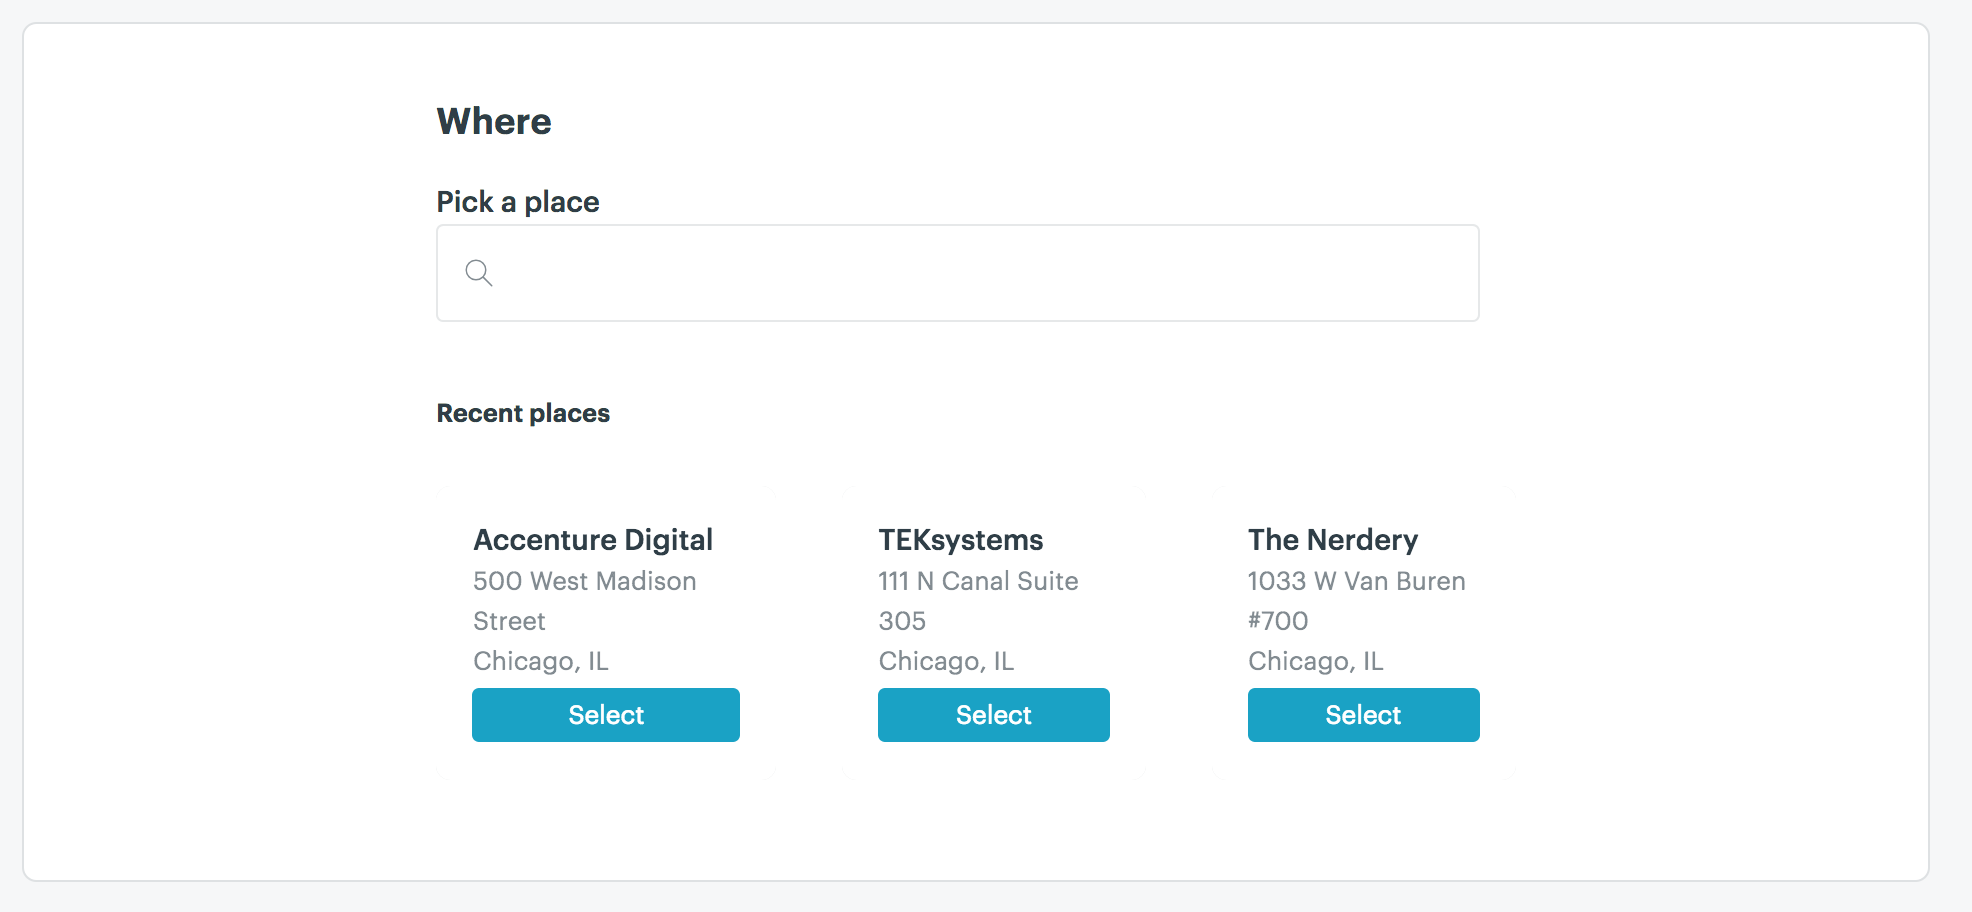 Where
Pick a place
Recent places
Accenture Digital
500 West Madison
Street
Chicago, IL
Select
TEKsystems
111 N Canal Suite
305
Chicago, IL
Select
The Nerdery
1033 W Van Buren
#700
Chicago, IL
Select